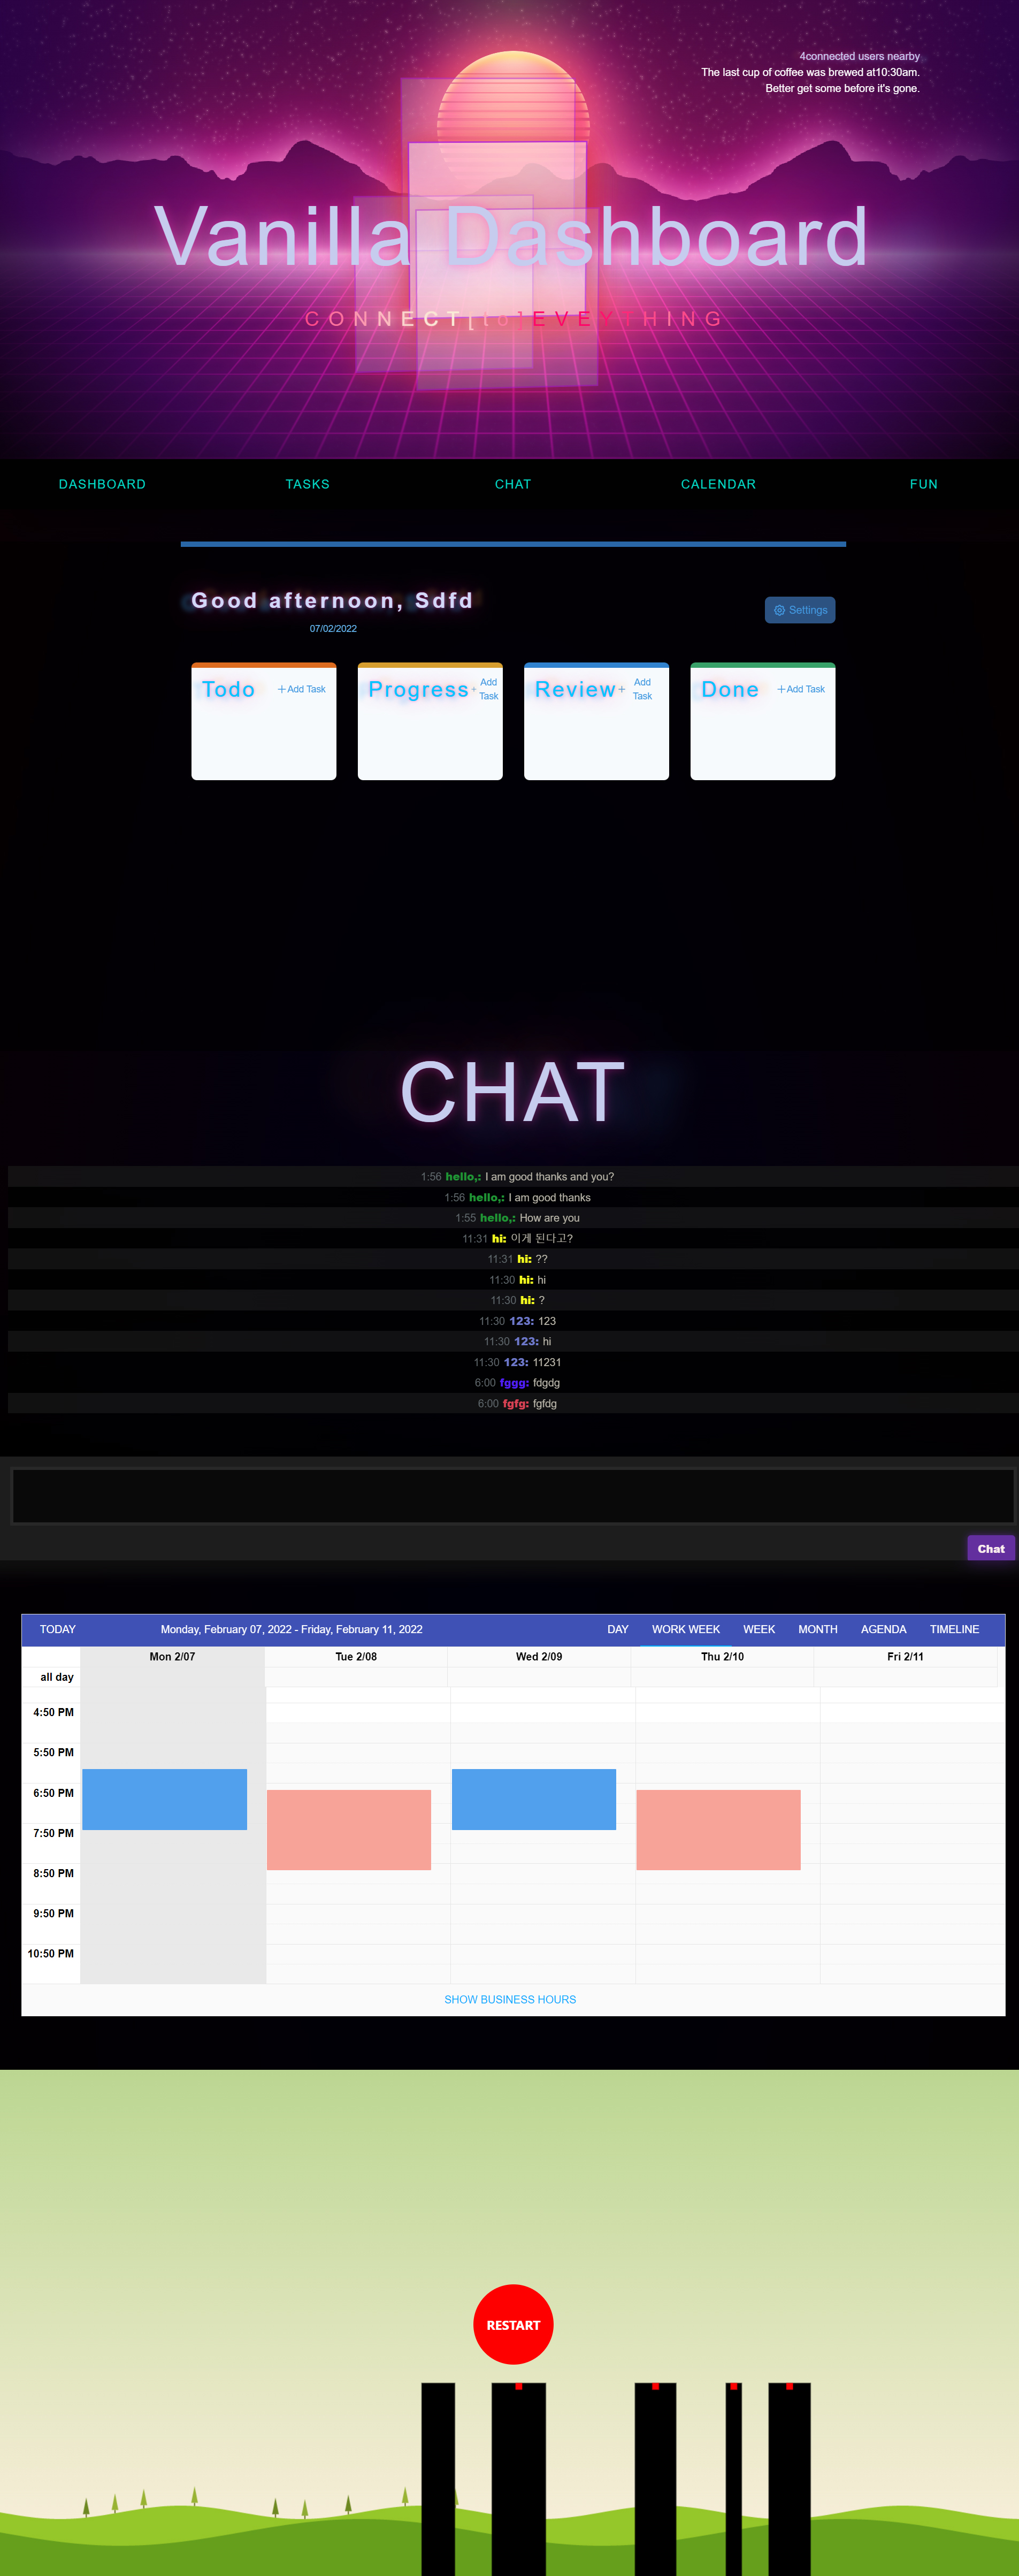 4connected users nearby
The last cup of coffee was brewed at10:30am.
Better get some before it's gone.
Vanilla Dashboard
CONNECT[to]EVEYTHING
DASHBOARD TASKS CHAT CALENDAR FUN
Good afternoon, Sdfd
Settings
07/02/2022
Todo +Add Task
Progress + Add Task
Review + Add Task
Done +Add Task
CHAT
1:56 hello,: I am good thanks and you?
1:56 hello,: I am good thanks
1:55 hello,: How are you
11:31 hi: 이게 된다고?
11:31 hi: ??
11:30 hi: hi
11:30 hi: ?
11:30 123: 123
11:30 123: hi
11:30 123: 11231
6:00 fggg: fdgdg
6:00 fgfg: fgfdg
Chat
TODAY Monday, February 07, 2022 - Friday, February 11, 2022 DAY WORK WEEK WEEK MONTH AGENDA TIMELINE
Mon 2/07 Tue 2/08 Wed 2/09 Thu 2/10 Fri 2/11
all day
4:50 PM
5:50 PM
6:50 PM
7:50 PM
8:50 PM
9:50 PM
10:50 PM
SHOW BUSINESS HOURS
RESTART